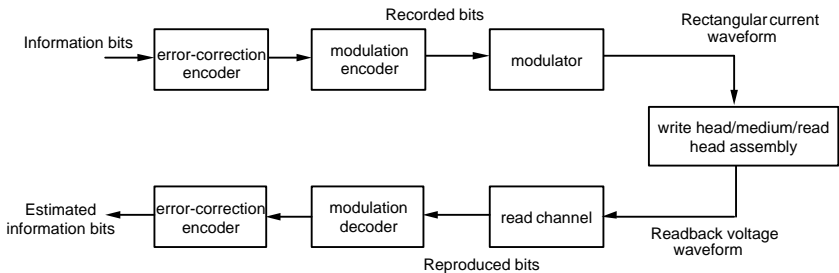 Recorded bits
Rectangular current
waveform
Information bits
error-correction
encoder
modulation
encoder
modulator
write head/medium/read
head assembly
Estimated
information bits
error-correction
encoder
modulation
decoder
read channel
Readback voltage
waveform
Reproduced bits